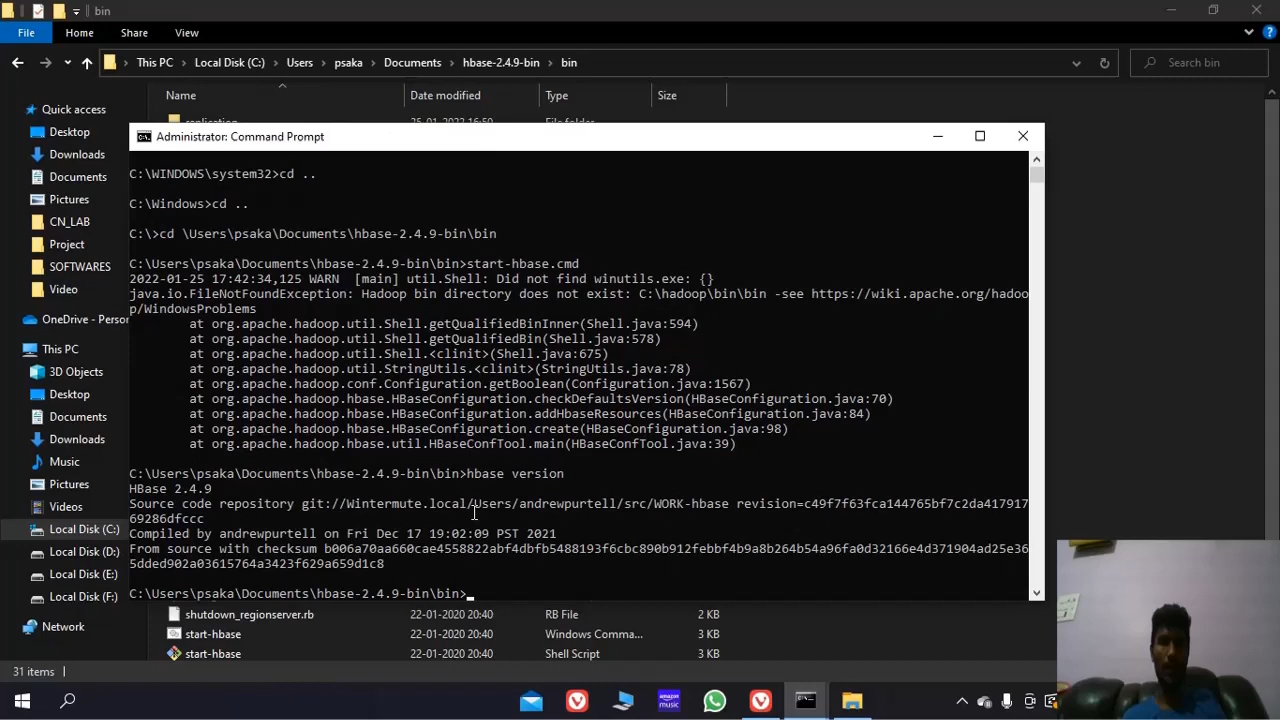 bin
File
Home
Share
View
This PC
Local Disk (C:)
Users
psaka
Documents
hbase-2.4.9-bin
bin
Search bin
Name
Date modified
Type
Size
Quick access
Desktop
Downloads
Documents
Pictures
CN_LAB
Project
SOFTWARES
Video
OneDrive - Person
This PC
3D Objects
Desktop
Documents
Downloads
Music
Pictures
Videos
Local Disk (C:)
Local Disk (D:)
Local Disk (E:)
Local Disk (F:)
Network
replication
25-01-2022 16:50
File folder
Administrator: Command Prompt
C:\WINDOWS\system32>cd ..
C:\Windows>cd ..
C:\>cd \Users\psaka\Documents\hbase-2.4.9-bin\bin
C:\Users\psaka\Documents\hbase-2.4.9-bin\bin>start-hbase.cmd
2022-01-25 17:42:34,125 WARN  [main] util.Shell: Did not find winutils.exe: {}
java.io.FileNotFoundException: Hadoop bin directory does not exist: C:\hadoop\bin\bin -see https://wiki.apache.org/hadoo
p/WindowsProblems
at org.apache.hadoop.util.Shell.getQualifiedBinInner(Shell.java:594)
at org.apache.hadoop.util.Shell.getQualifiedBin(Shell.java:578)
at org.apache.hadoop.util.Shell.<clinit>(Shell.java:675)
at org.apache.hadoop.util.StringUtils.<clinit>(StringUtils.java:78)
at org.apache.hadoop.conf.Configuration.getBoolean(Configuration.java:1567)
at org.apache.hadoop.hbase.HBaseConfiguration.checkDefaultsVersion(HBaseConfiguration.java:70)
at org.apache.hadoop.hbase.HBaseConfiguration.addHbaseResources(HBaseConfiguration.java:84)
at org.apache.hadoop.hbase.HBaseConfiguration.create(HBaseConfiguration.java:98)
at org.apache.hadoop.hbase.util.HBaseConfTool.main(HBaseConfTool.java:39)
C:\Users\psaka\Documents\hbase-2.4.9-bin\bin>hbase version
HBase 2.4.9
Source code repository git://Wintermute.local/Users/andrewpurtell/src/WORK-hbase revision=c49f7f63fca144765bf7c2da417917
69286dfccc
Compiled by andrewpurtell on Fri Dec 17 19:02:09 PST 2021
From source with checksum b006a70aa660cae4558822abf4dbfb5488193f6cbc890b912febbf4b9a8b264b54a96fa0d32166e4d371904ad25e36
5dded902a03615764a3423f629a659d1c8
C:\Users\psaka\Documents\hbase-2.4.9-bin\bin>
shutdown_regionserver.rb
22-01-2020 20:40
RB File
2 KB
start-hbase
22-01-2020 20:40
Windows Comma...
3 KB
start-hbase
22-01-2020 20:40
Shell Script
3 KB
31 items
amazon
music